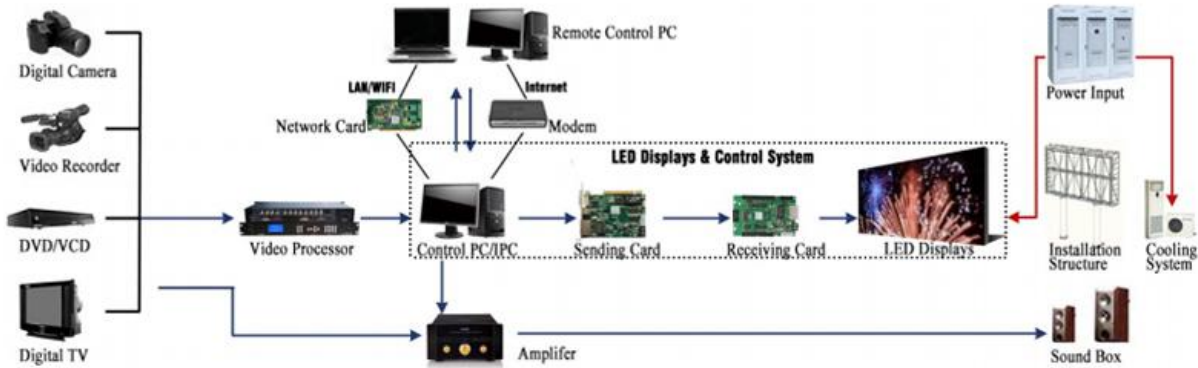 Digital Camera
Video Recorder
DVD/VCD
Digital TV
Video Processor
Remote Control PC
LAN/WIFI
Internet
Network Card
Modem
LED Displays & Control System
Control PC/IPC
Sending Card
Receiving Card
LED Displays
Amplifer
Power Input
Installation
Structure
Cooling
System
Sound Box